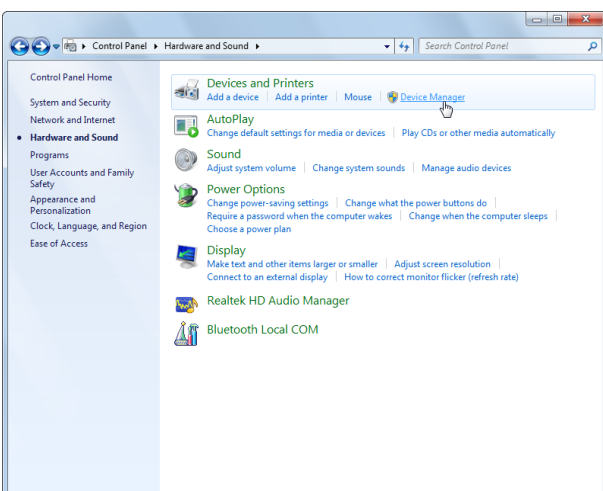 Control Panel Hardware and Sound Search Control Panel
Control Panel Home
System and Security
Network and Internet
Hardware and Sound
Programs
User Accounts and Family
Safety
Appearance and
Personalization
Clock, Language, and Region
Ease of Access
Devices and Printers
Add a device Add a printer Mouse Device Manager
AutoPlay
Change default settings for media or devices Play CDs or other media automatically
Sound
Adjust system volume Change system sounds Manage audio devices
Power Options
Change power-saving settings Change what the power buttons do
Require a password when the computer wakes Change when the computer sleeps
Choose a power plan
Display
Make text and other items larger or smaller Adjust screen resolution
Connect to an external display How to correct monitor flicker (refresh rate)
Realtek HD Audio Manager
Bluetooth Local COM